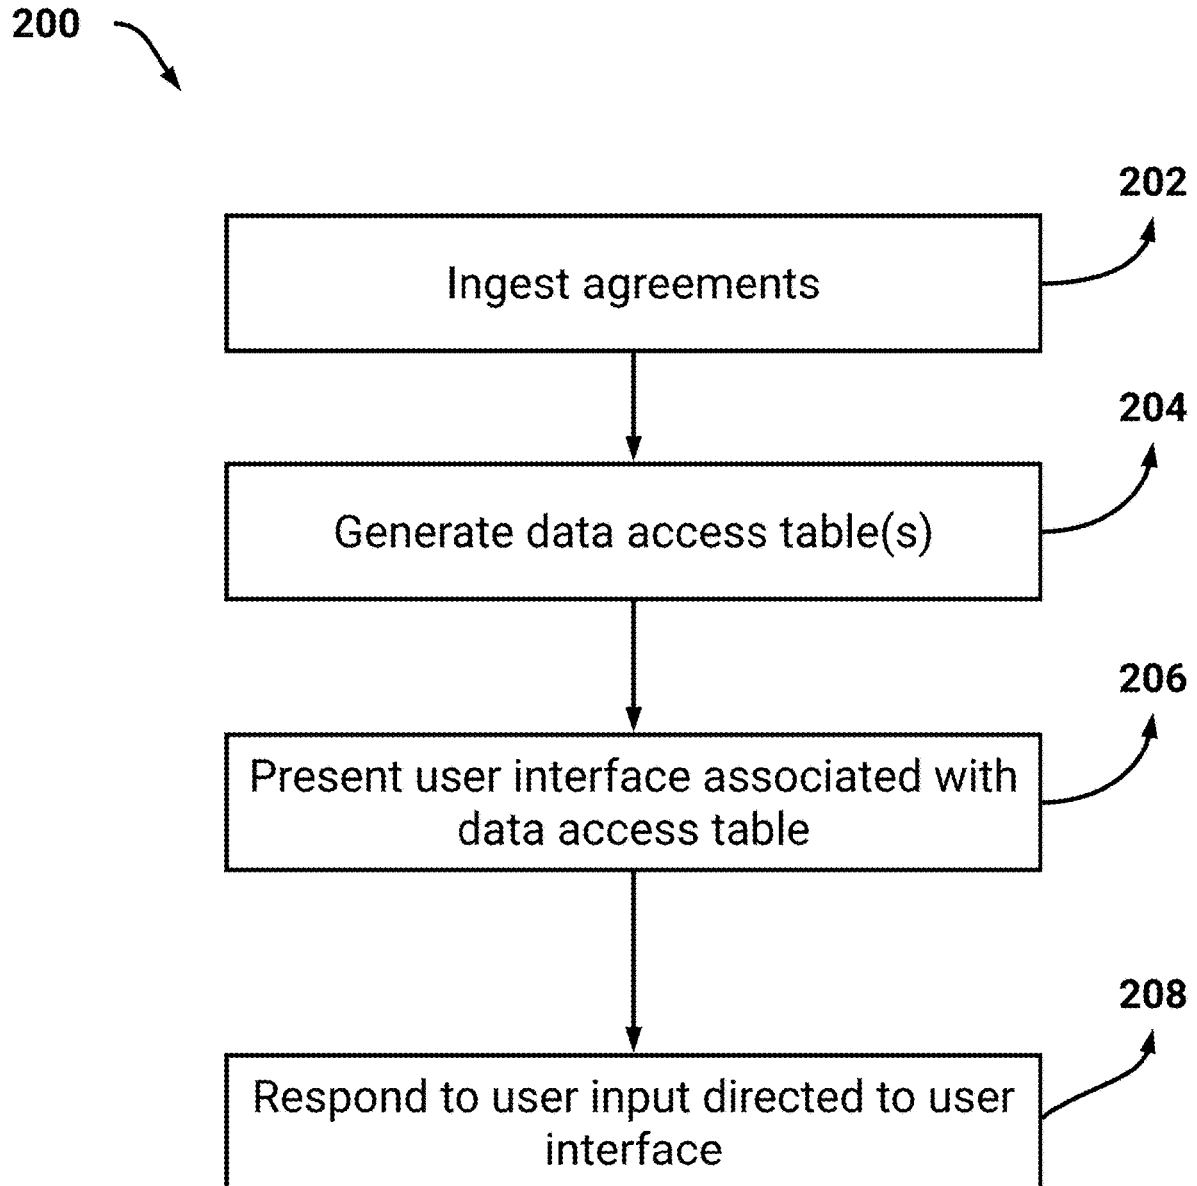 200
202
Ingest agreements
204
Generate data access table(s)
206
Present user interface associated with
data access table
208
Respond to user input directed to user
interface